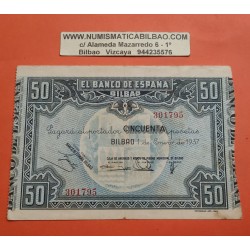 WWW.NUMISMATICABILBAO.COM
c/ Alameda Mazarredo 6 - 1º
Bilbao Vizcaya 944235576
EL BANCO DE ESPAÑA
BILBAO
50 50
Pagará al portador
CINCUENTA
pesetas
BILBAO 1 de Enero de 1937
301795 301795
50 50